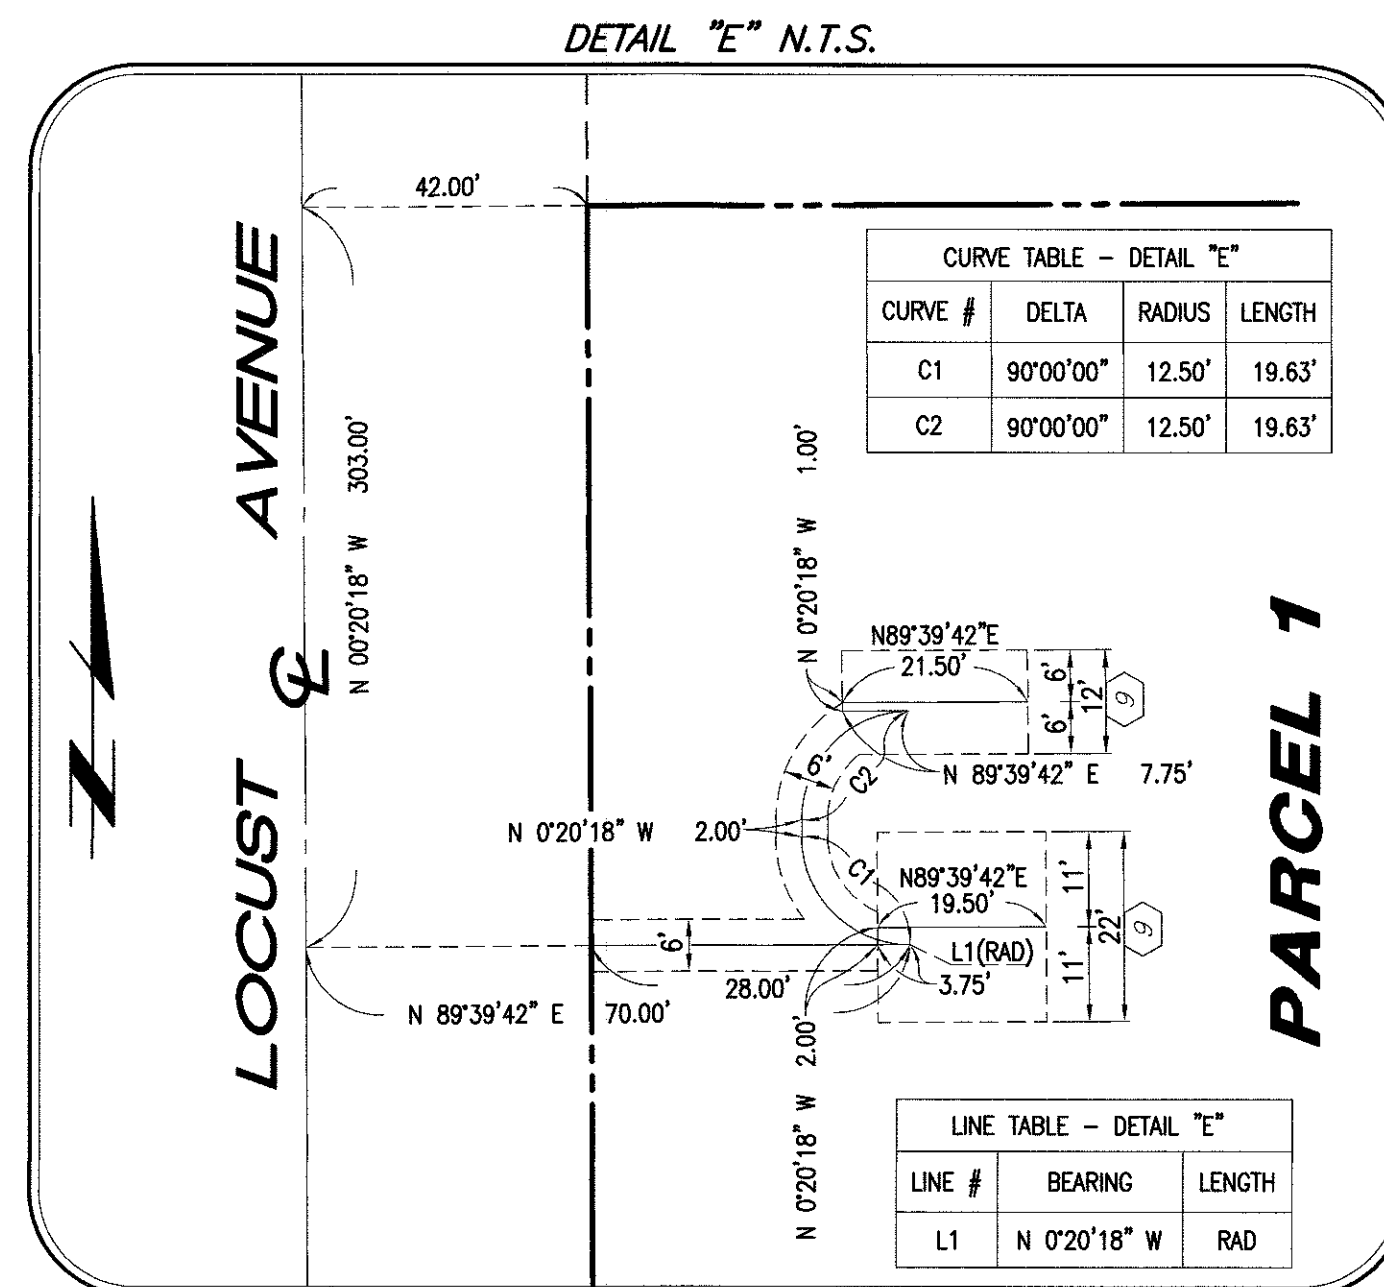 DETAIL "E" N.T.S.
42.00'
LOCUST AVENUE
℄
N 00°20'18" W 303.00'
CURVE TABLE - DETAIL "E"
CURVE # DELTA RADIUS LENGTH
C1 90°00'00" 12.50' 19.63'
C2 90°00'00" 12.50' 19.63'
N 0°20'18" W 1.00'
N89°39'42"E
21.50'
6'
6'
12'
9
N 89°39'42" E 7.75'
6'
C2
N 0°20'18" W 2.00'
C1
N89°39'42"E
19.50'
11'
11'
22'
9
L1(RAD)
3.75'
6'
28.00'
N 89°39'42" E 70.00'
N 0°20'18" W 2.00'
PARCEL 1
N
LINE TABLE - DETAIL "E"
LINE # BEARING LENGTH
L1 N 0°20'18" W RAD